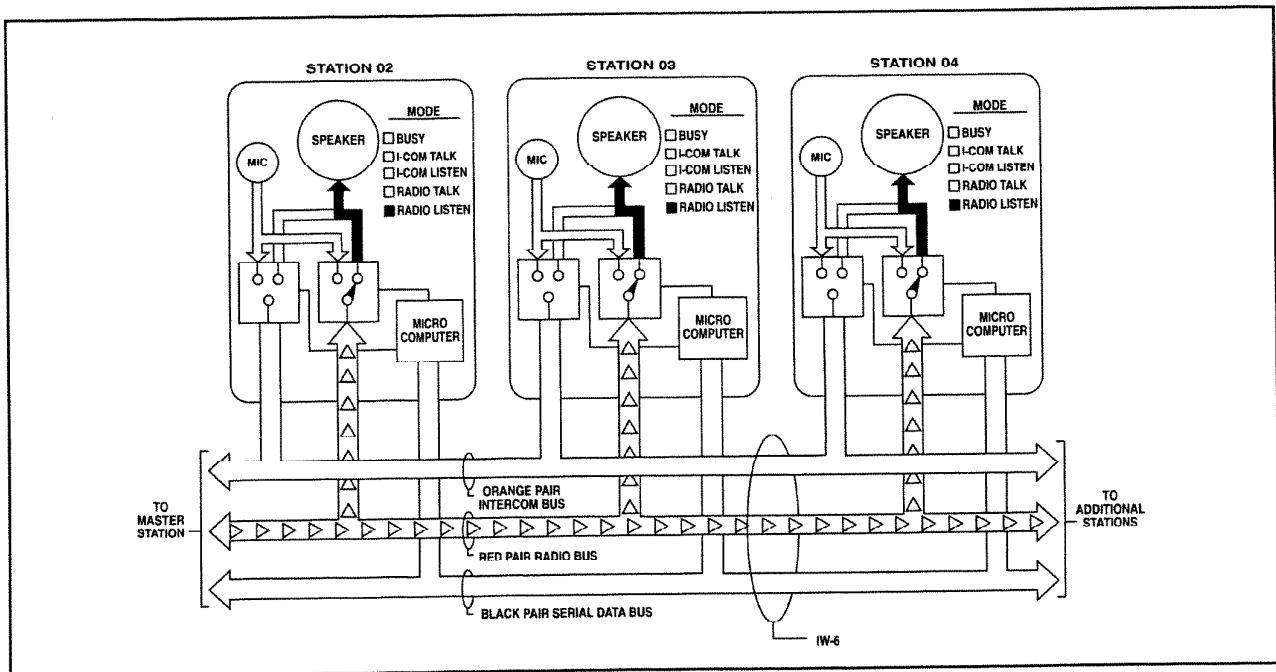 STATION 02
SPEAKER
MODE
BUSY
I-COM TALK
I-COM LISTEN
RADIO TALK
RADIO LISTEN
MIC
MICRO
COMPUTER
STATION 03
SPEAKER
MODE
BUSY
I-COM TALK
I-COM LISTEN
RADIO TALK
RADIO LISTEN
MIC
MICRO
COMPUTER
STATION 04
SPEAKER
MODE
BUSY
I-COM TALK
I-COM LISTEN
RADIO TALK
RADIO LISTEN
MIC
MICRO
COMPUTER
TO
MASTER
STATION
ORANGE PAIR
INTERCOM BUS
RED PAIR RADIO BUS
BLACK PAIR SERIAL DATA BUS
IW-6
TO
ADDITIONAL
STATIONS